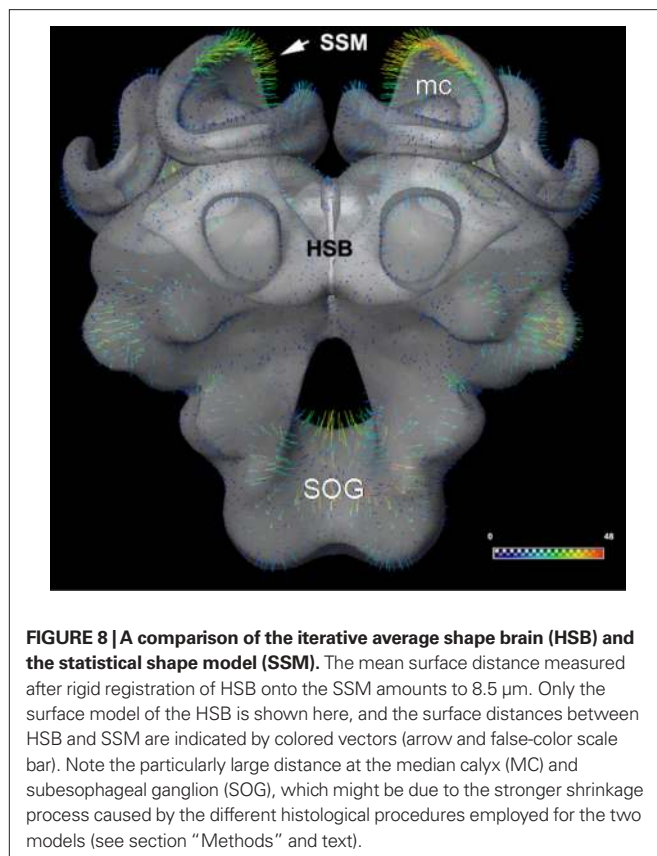 SSM
mc
HSB
SOG
0 48
FIGURE 8 | A comparison of the iterative average shape brain (HSB) and
the statistical shape model (SSM). The mean surface distance measured
after rigid registration of HSB onto the SSM amounts to 8.5 μm. Only the
surface model of the HSB is shown here, and the surface distances between
HSB and SSM are indicated by colored vectors (arrow and false-color scale
bar). Note the particularly large distance at the median calyx (MC) and
subesophageal ganglion (SOG), which might be due to the stronger shrinkage
process caused by the different histological procedures employed for the two
models (see section “Methods” and text).